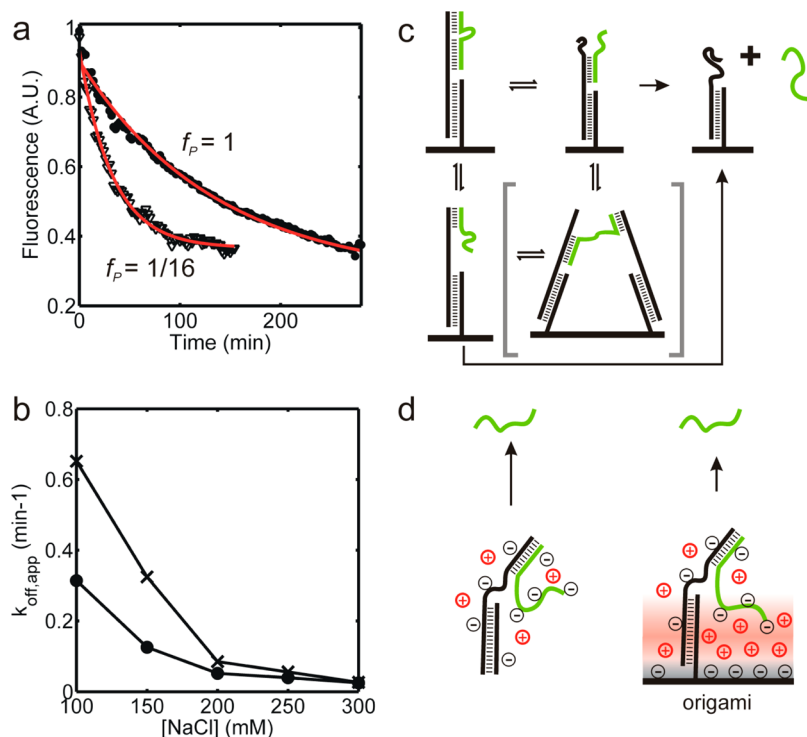 a
1
0.8
0.6
0.4
0.2
Fluorescence (A.U.)
f_P = 1
f_P = 1/16
0
100
200
Time (min)
b
0.8
0.6
0.4
0.2
0
k_off,app (min-1)
100
150
200
250
300
[NaCl] (mM)
c
+
d
+ + + − − − − − −
+ + + + + + + + − − − − − − − − −
origami